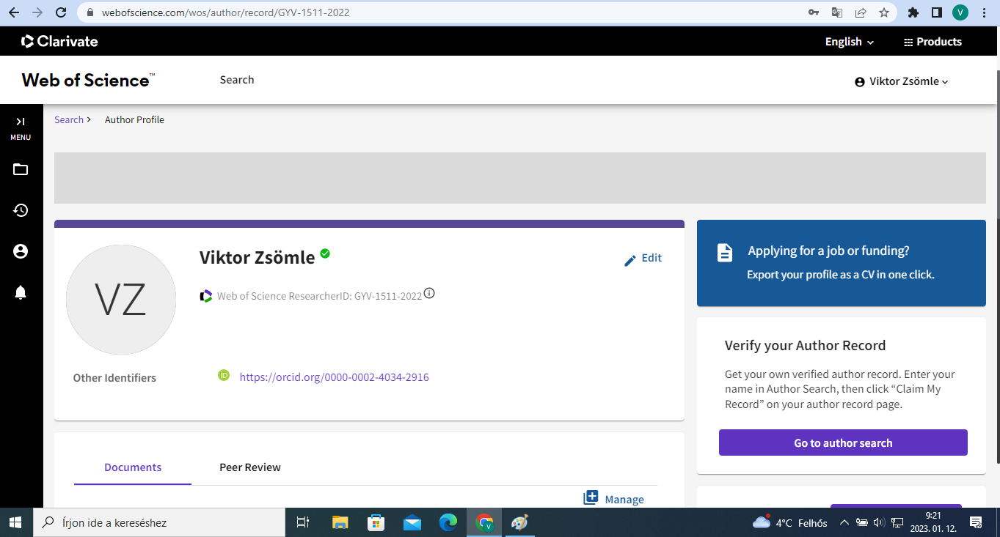 webofscience.com/wos/author/record/GYV-1511-2022
V
Clarivate
English
Products
Web of Science™
Search
Viktor Zsömle
MENU
Search
Author Profile
VZ
Viktor Zsömle
Edit
Web of Science ResearcherID: GYV-1511-2022
Other Identifiers
iD
https://orcid.org/0000-0002-4034-2916
Applying for a job or funding?
Export your profile as a CV in one click.
Verify your Author Record
Get your own verified author record. Enter your
name in Author Search, then click “Claim My
Record” on your author record page.
Go to author search
Documents
Peer Review
Manage
Írjon ide a kereséshez
V
4°C Felhős
9:21
2023. 01. 12.